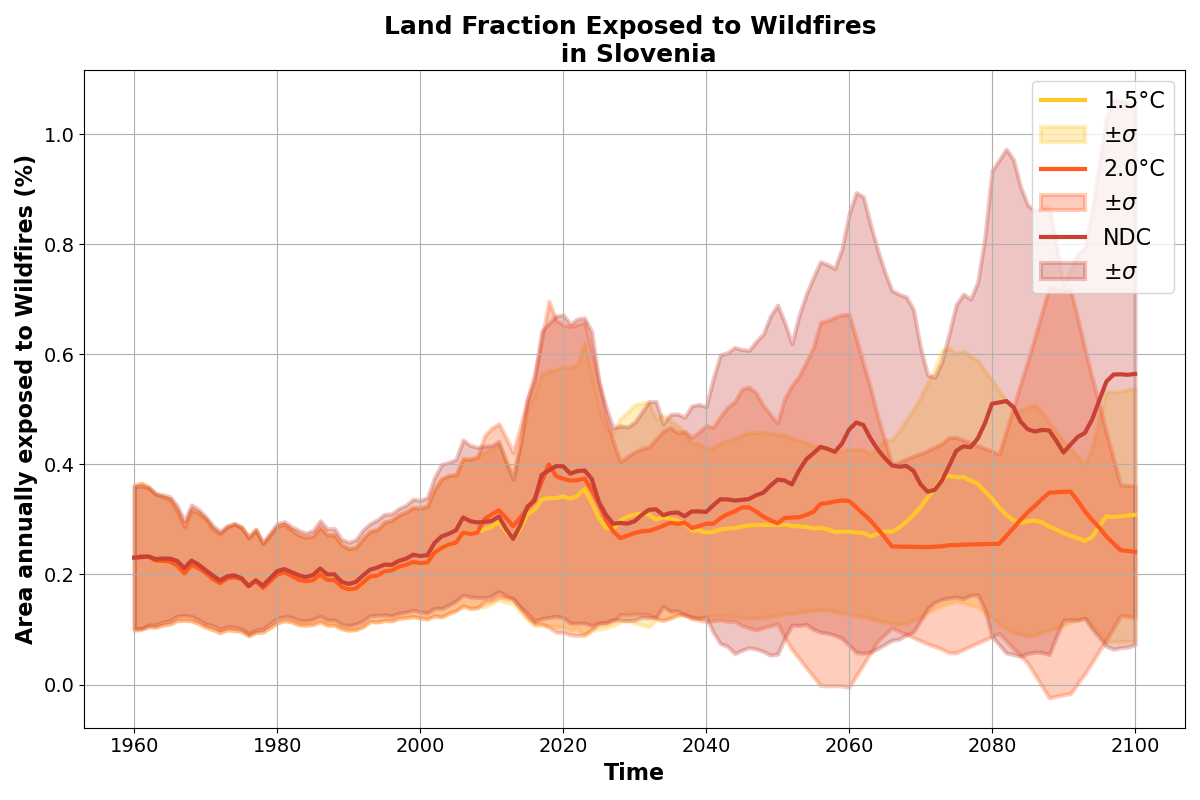 Land Fraction Exposed to Wildfires
in Slovenia
Area annually exposed to Wildfires (%)
1.0
0.8
0.6
0.4
0.2
0.0
1960 1980 2000 2020 2040 2060 2080 2100
Time
1.5°C
±σ
2.0°C
±σ
NDC
±σ